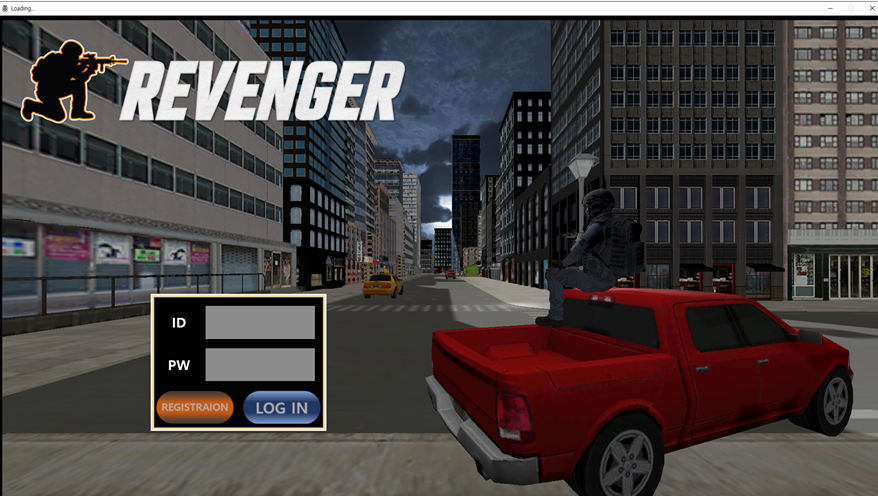 Loading...
REVENGER
ID
PW
REGISTRAION
LOG IN